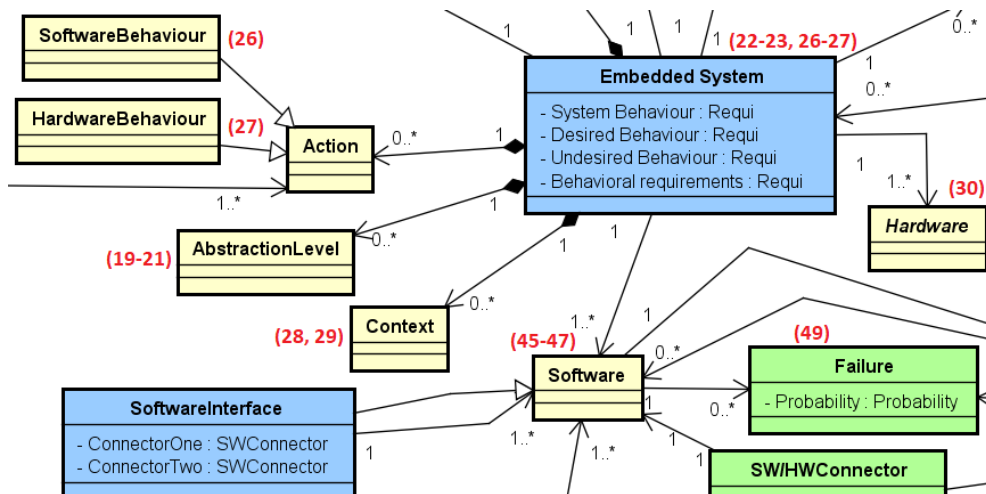 SoftwareBehaviour
(26)
1
1
1
1
(22-23, 26-27)
0..*
1
Embedded System
- System Behaviour : Requi
- Desired Behaviour : Requi
- Undesired Behaviour : Requi
- Behavioral requirements : Requi
0..*
HardwareBehaviour
(27)
Action
0..*
1
1..*
1
1
1..*
(30)
Hardware
AbstractionLevel
(19-21)
0..*
1
1
0..*
Context
(28, 29)
1..*
1
(45-47)
0..*
(49)
Software
Failure
- Probability : Probability
1
0..*
SoftwareInterface
- ConnectorOne : SWConnector
- ConnectorTwo : SWConnector
1
1..*
1..*
1
SW/HWConnector